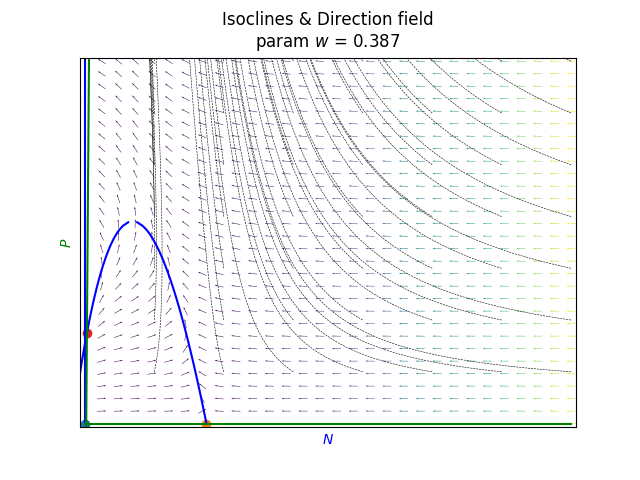 Isoclines & Direction field
param w = 0.387
P
N